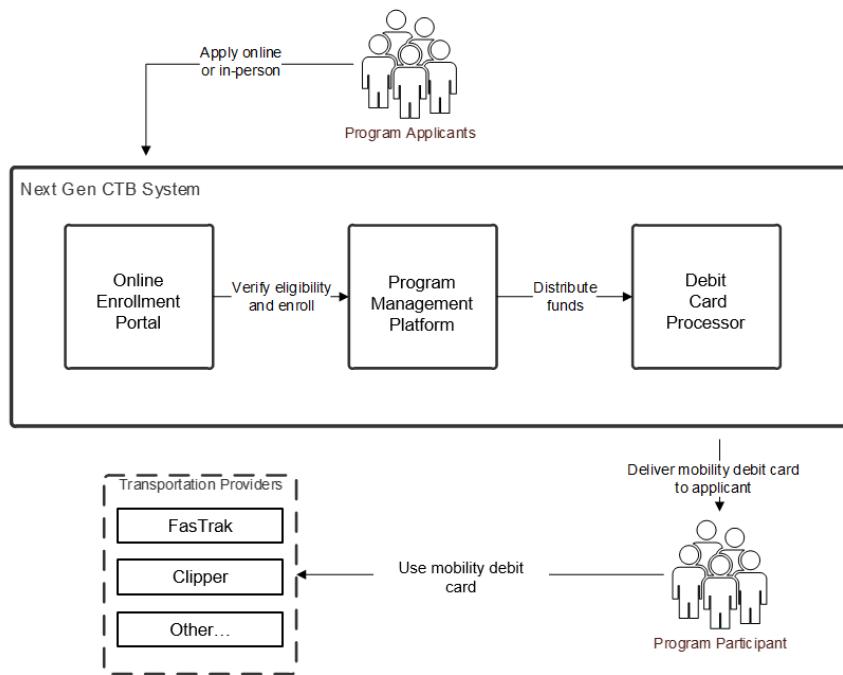 Apply online
or in-person
Program Applicants
Next Gen CTB System
Online
Enrollment
Portal
Verify eligibility
and enroll
Program
Management
Platform
Distribute
funds
Debit
Card
Processor
Deliver mobility debit card
to applicant
Transportation Providers
FasTrak
Clipper
Other…
Use mobility debit
card
Program Participant